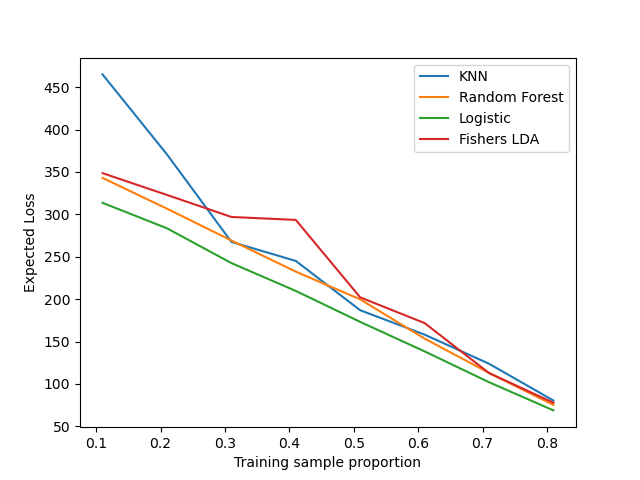 KNN
Random Forest
Logistic
Fishers LDA
450
400
350
300
250
200
150
100
50
Expected Loss
0.1 0.2 0.3 0.4 0.5 0.6 0.7 0.8
Training sample proportion